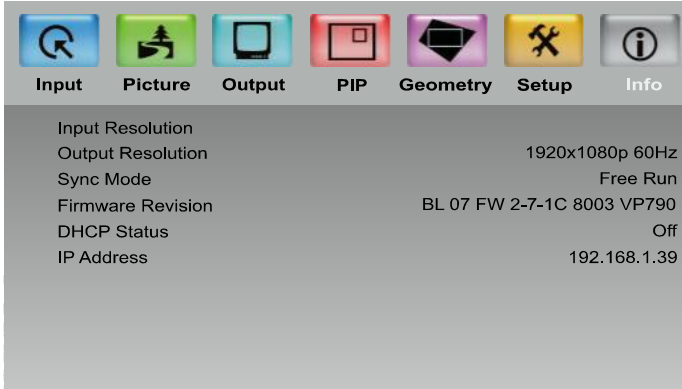 Input Picture Output PIP Geometry Setup Info
Input Resolution
Output Resolution 1920x1080p 60Hz
Sync Mode Free Run
Firmware Revision BL 07 FW 2-7-1C 8003 VP790
DHCP Status Off
IP Address 192.168.1.39